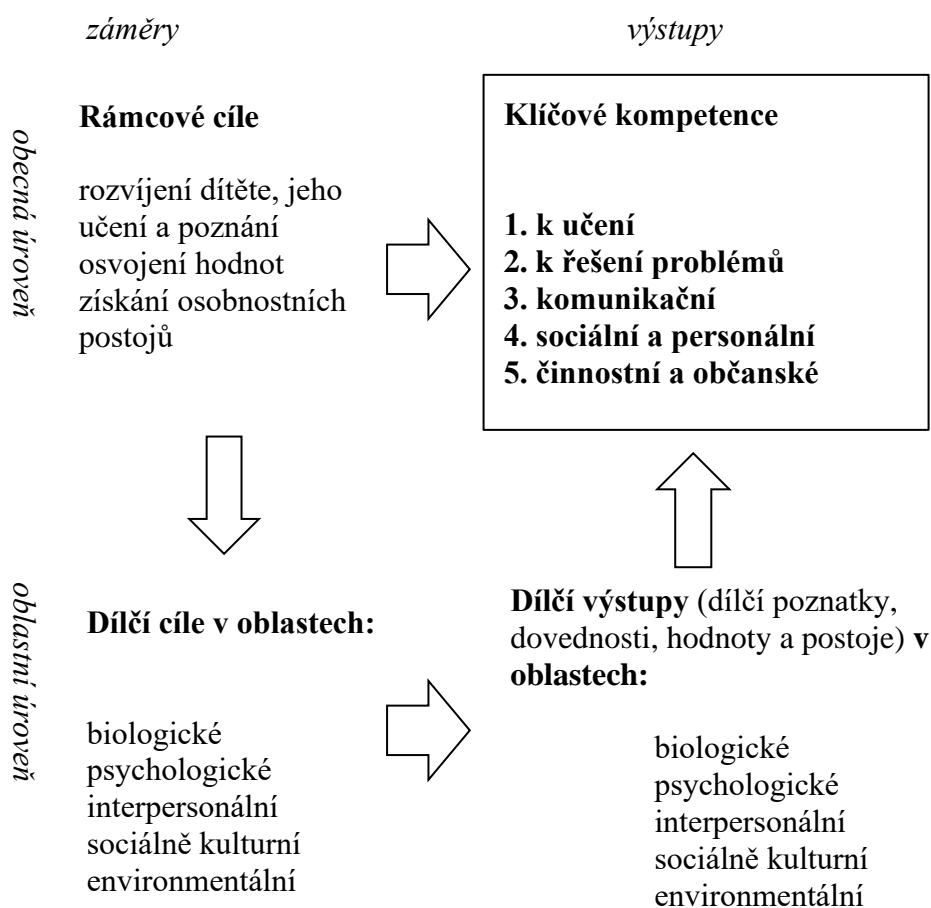 záměry
výstupy
obecná úroveň
Rámcové cíle
rozvíjení dítěte, jeho
učení a poznání
osvojení hodnot
získání osobnostních
postojů
Klíčové kompetence
1. k učení
2. k řešení problémů
3. komunikační
4. sociální a personální
5. činnostní a občanské
oblastní úroveň
Dílčí cíle v oblastech:
biologické
psychologické
interpersonální
sociálně kulturní
environmentální
Dílčí výstupy (dílčí poznatky,
dovednosti, hodnoty a postoje) v
oblastech:
biologické
psychologické
interpersonální
sociálně kulturní
environmentální